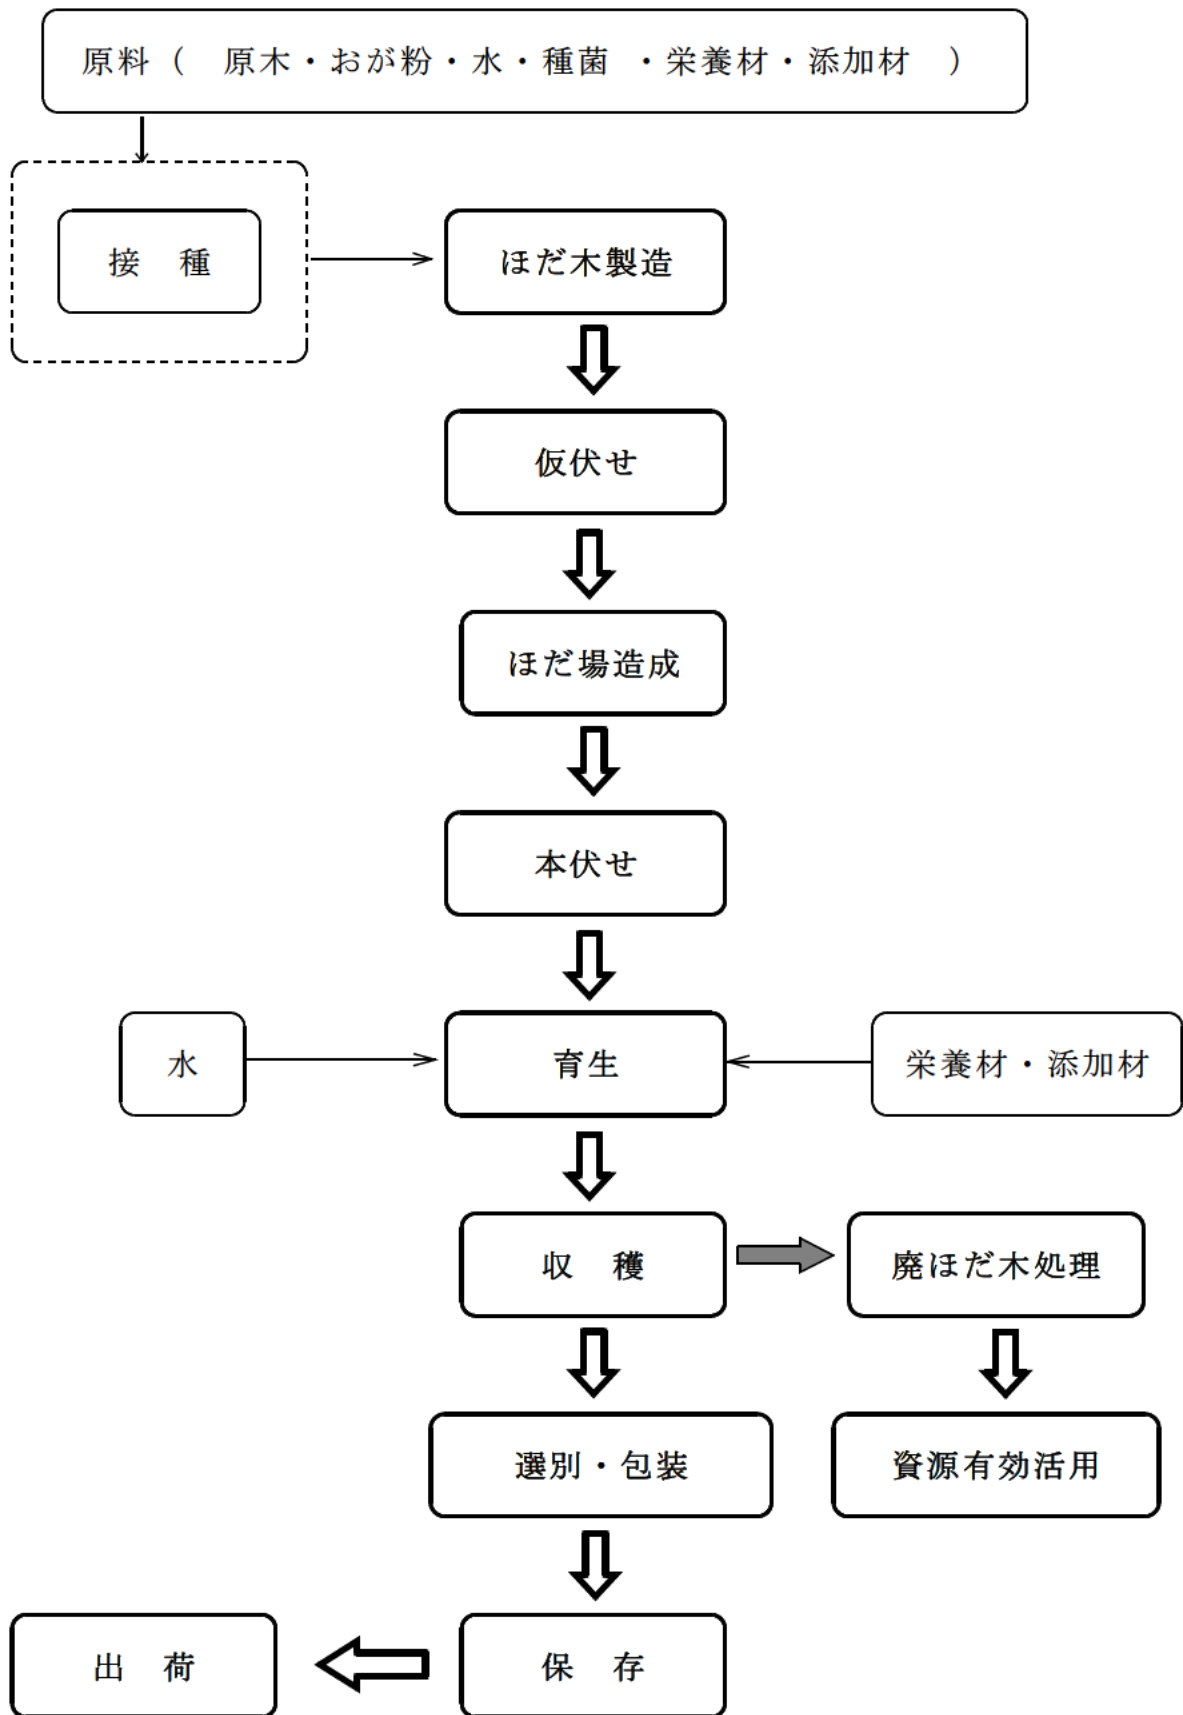 原料（　原木・おが粉・水・種菌　・栄養材・添加材　）
接　種
ほだ木製造
仮伏せ
ほだ場造成
本伏せ
水
育生
栄養材・添加材
収　穫
廃ほだ木処理
選別・包装
資源有効活用
出　荷
保　存